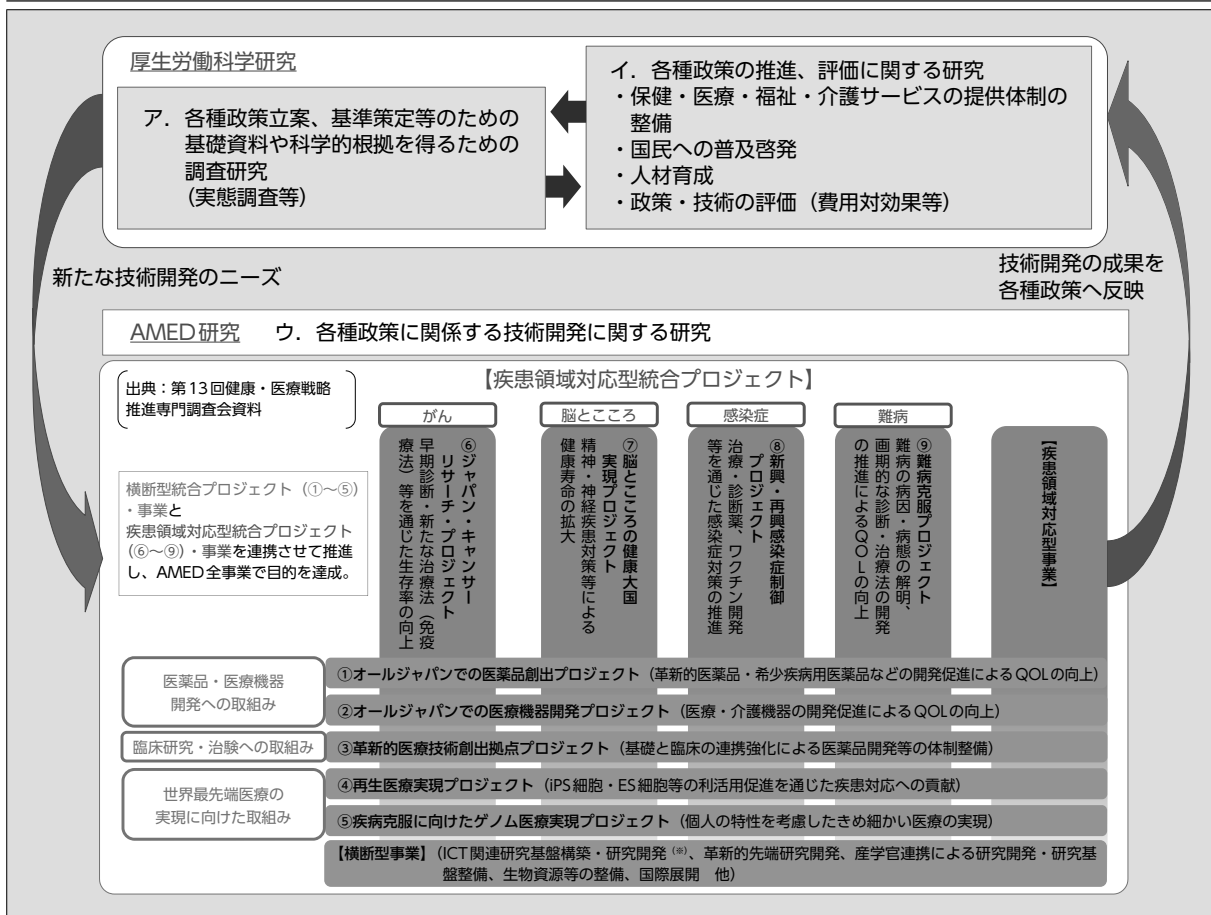 厚生労働科学研究
ア．各種政策立案、基準策定等のための
基礎資料や科学的根拠を得るための
調査研究
（実態調査等）
イ．各種政策の推進、評価に関する研究
・保健・医療・福祉・介護サービスの提供体制の
整備
・国民への普及啓発
・人材育成
・政策・技術の評価（費用対効果等）
新たな技術開発のニーズ
技術開発の成果を
各種政策へ反映
AMED研究　ウ．各種政策に関係する技術開発に関する研究
出典：第13回健康・医療戦略
推進専門調査会資料
【疾患領域対応型統合プロジェクト】
横断型統合プロジェクト（①～⑤）
・事業と
疾患領域対応型統合プロジェクト
（⑥～⑨）・事業を連携させて推進
し、AMED全事業で目的を達成。
がん
⑥ジャパン・キャンサー
リサーチ・プロジェクト
早期診断・新たな治療法（免疫
療法）等を通じた生存率の向上
脳とこころ
⑦脳とこころの健康大国
実現プロジェクト
精神・神経疾患対策等による
健康寿命の拡大
感染症
⑧新興・再興感染症制御
プロジェクト
治療・診断薬、ワクチン開発
等を通じた感染症対策の推進
難病
⑨難病克服プロジェクト
難病の病因・病態の解明、
画期的な診断・治療法の開発
の推進によるQOLの向上
【疾患領域対応型事業】
医薬品・医療機器
開発への取組み
①オールジャパンでの医薬品創出プロジェクト（革新的医薬品・希少疾病用医薬品などの開発促進によるQOLの向上）
②オールジャパンでの医療機器開発プロジェクト（医療・介護機器の開発促進によるQOLの向上）
臨床研究・治験への取組み
③革新的医療技術創出拠点プロジェクト（基礎と臨床の連携強化による医薬品開発等の体制整備）
世界最先端医療の
実現に向けた取組み
④再生医療実現プロジェクト（iPS細胞・ES細胞等の利活用促進を通じた疾患対応への貢献）
⑤疾病克服に向けたゲノム医療実現プロジェクト（個人の特性を考慮したきめ細かい医療の実現）
【横断型事業】（ICT関連研究基盤構築・研究開発（※）、革新的先端研究開発、産学官連携による研究開発・研究基
盤整備、生物資源等の整備、国際展開　他）